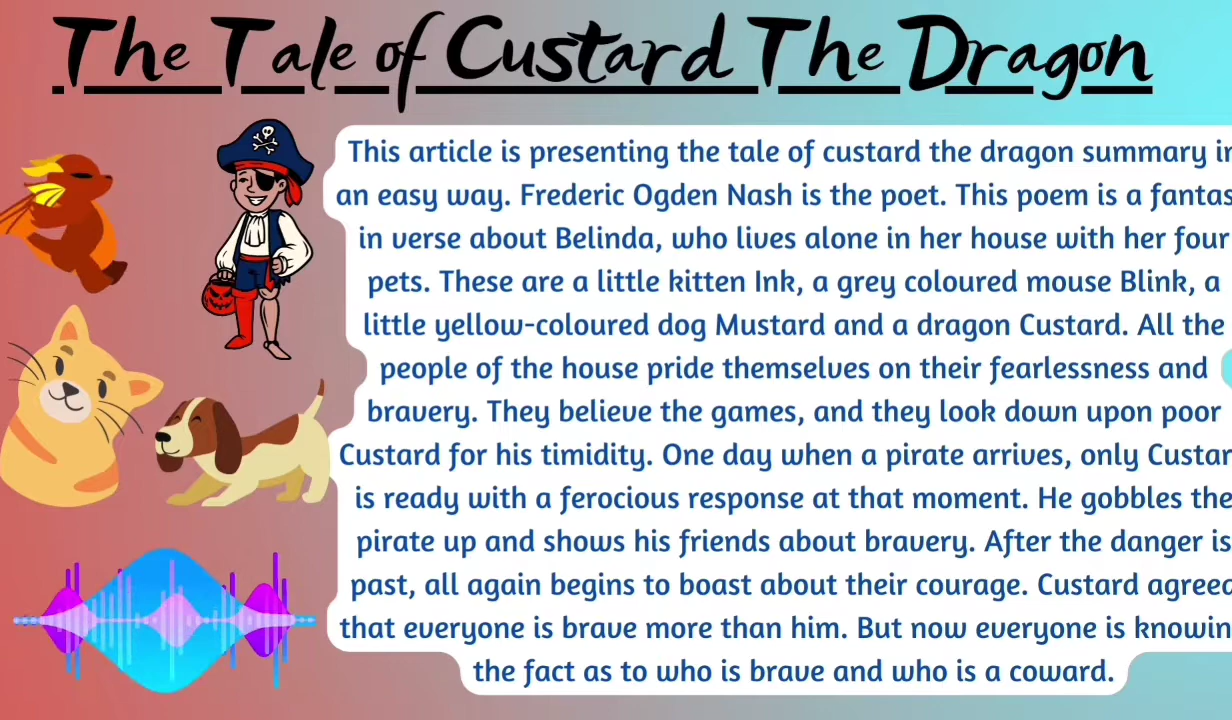 The Tale of Custard The Dragon
This article is presenting the tale of custard the dragon summary in
an easy way. Frederic Ogden Nash is the poet. This poem is a fantas
in verse about Belinda, who lives alone in her house with her four
pets. These are a little kitten Ink, a grey coloured mouse Blink, a
little yellow-coloured dog Mustard and a dragon Custard. All the
people of the house pride themselves on their fearlessness and
bravery. They believe the games, and they look down upon poor
Custard for his timidity. One day when a pirate arrives, only Custar
is ready with a ferocious response at that moment. He gobbles the
pirate up and shows his friends about bravery. After the danger is
past, all again begins to boast about their courage. Custard agreed
that everyone is brave more than him. But now everyone is knowin
the fact as to who is brave and who is a coward.